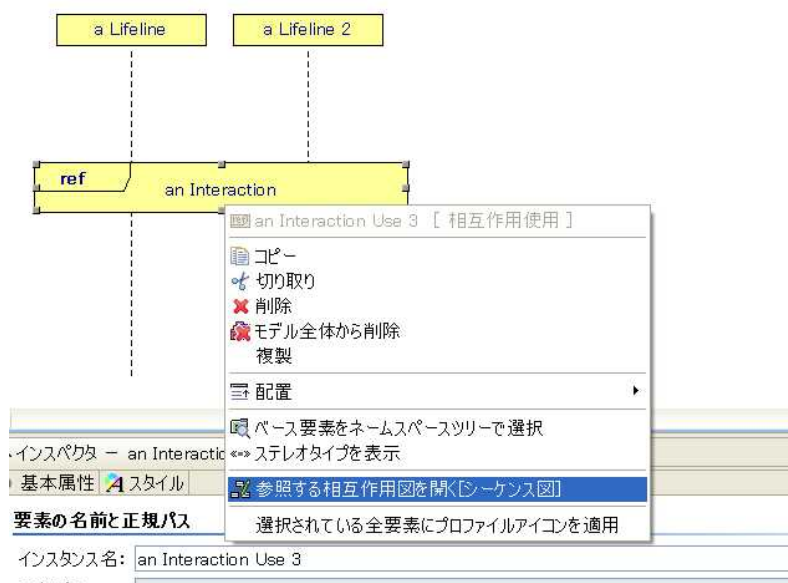 a Lifeline
a Lifeline 2
ref
an Interaction
an Interaction Use 3 [ 相互作用使用 ]
コピー
切り取り
削除
モデル全体から削除
複製
配置
ベース要素をネームスペースツリーで選択
ステレオタイプを表示
参照する相互作用図を開く[シーケンス図]
選択されている全要素にプロファイルアイコンを適用
インスペクタ - an Interactio
基本属性 スタイル
要素の名前と正規パス
インスタンス名: an Interaction Use 3